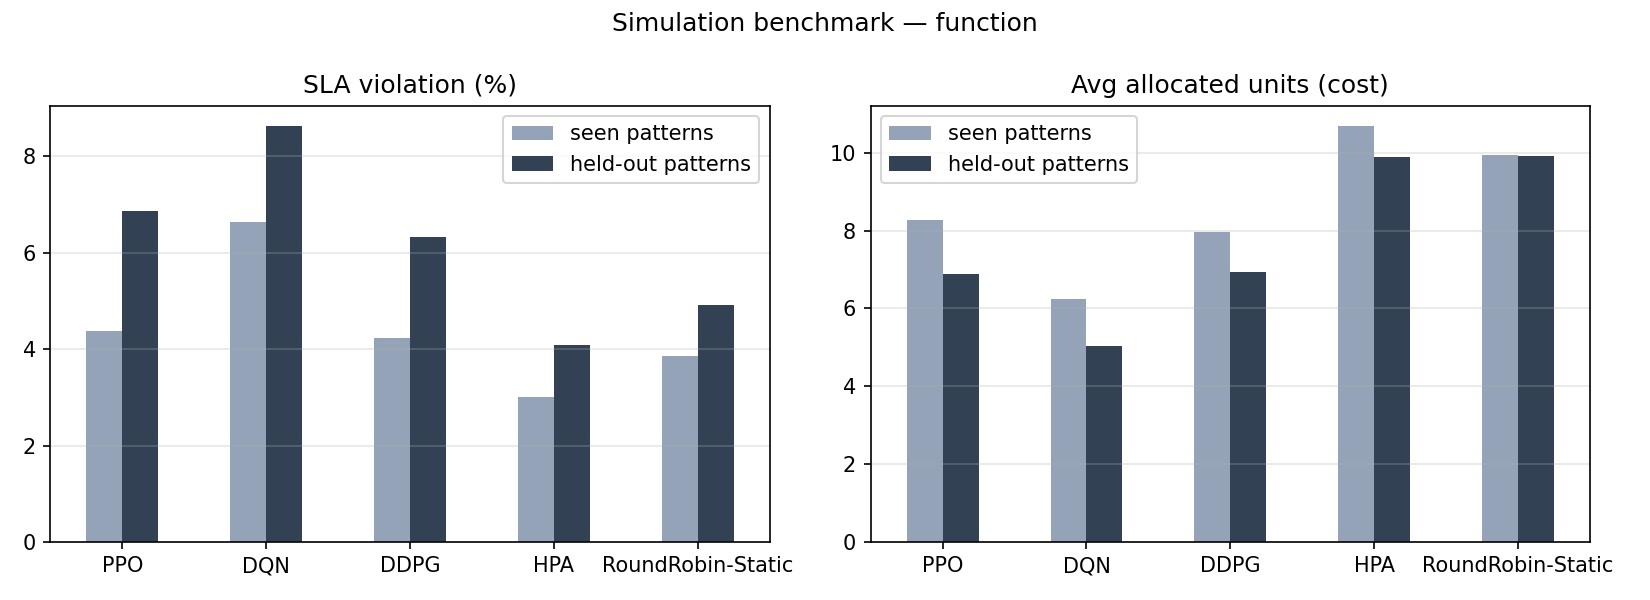 Simulation benchmark — function
SLA violation (%)
seen patterns
held-out patterns
8
6
4
2
0
PPO DQN DDPG HPA RoundRobin-Static
Avg allocated units (cost)
seen patterns
held-out patterns
10
8
6
4
2
0
PPO DQN DDPG HPA RoundRobin-Static